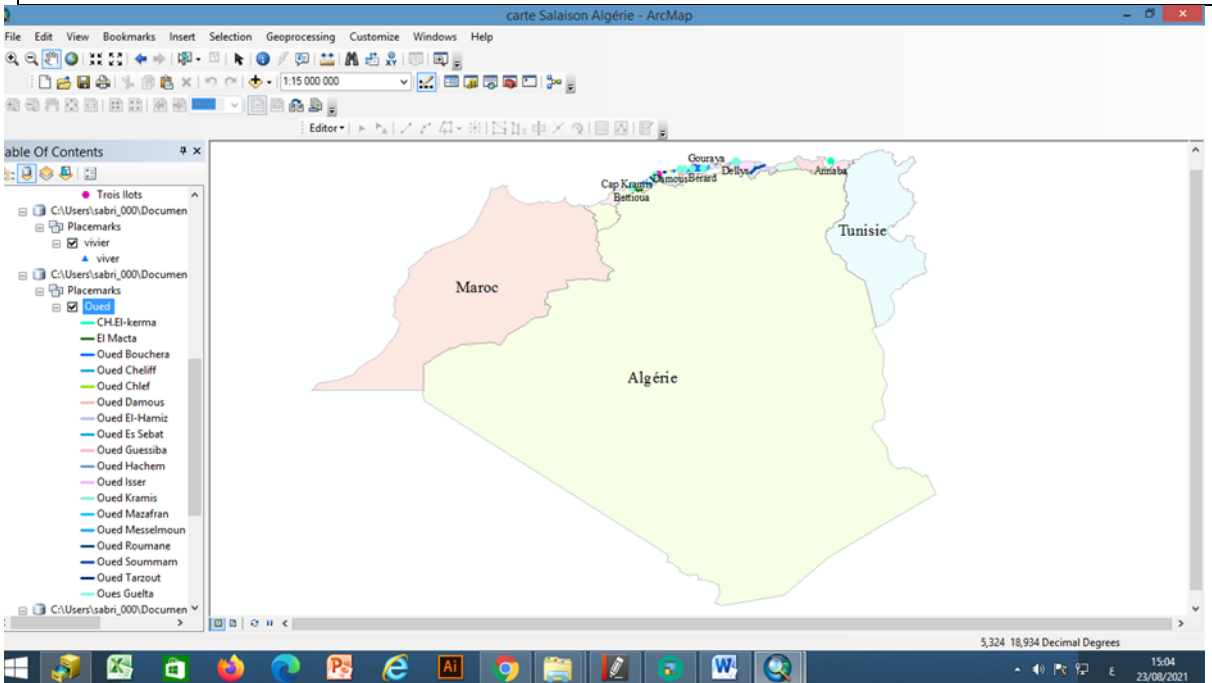 carte Salaison Algérie - ArcMap
File Edit View Bookmarks Insert Selection Geoprocessing Customize Windows Help
1:15 000 000
100%
Editor
able Of Contents
Trois Ilots
C:\Users\sabri_000\Documen
Placemarks
vivier
viver
C:\Users\sabri_000\Documen
Placemarks
Oued
CH.El-kerma
El Macta
Oued Bouchera
Oued Cheliff
Oued Chlef
Oued Damous
Oued El-Hamiz
Oued Es Sebat
Oued Guessiba
Oued Hachem
Oued Isser
Oued Kramis
Oued Mazafran
Oued Messelmoun
Oued Roumane
Oued Soummam
Oued Tarzout
Oues Guelta
C:\Users\sabri_000\Documen
Gouraya
Dellys
Annaba
Cap Kramis
Damous
Bérard
Bettioua
Tunisie
Maroc
Algérie
5,324 18,934 Decimal Degrees
Ai
W
ع
15:04
23/08/2021